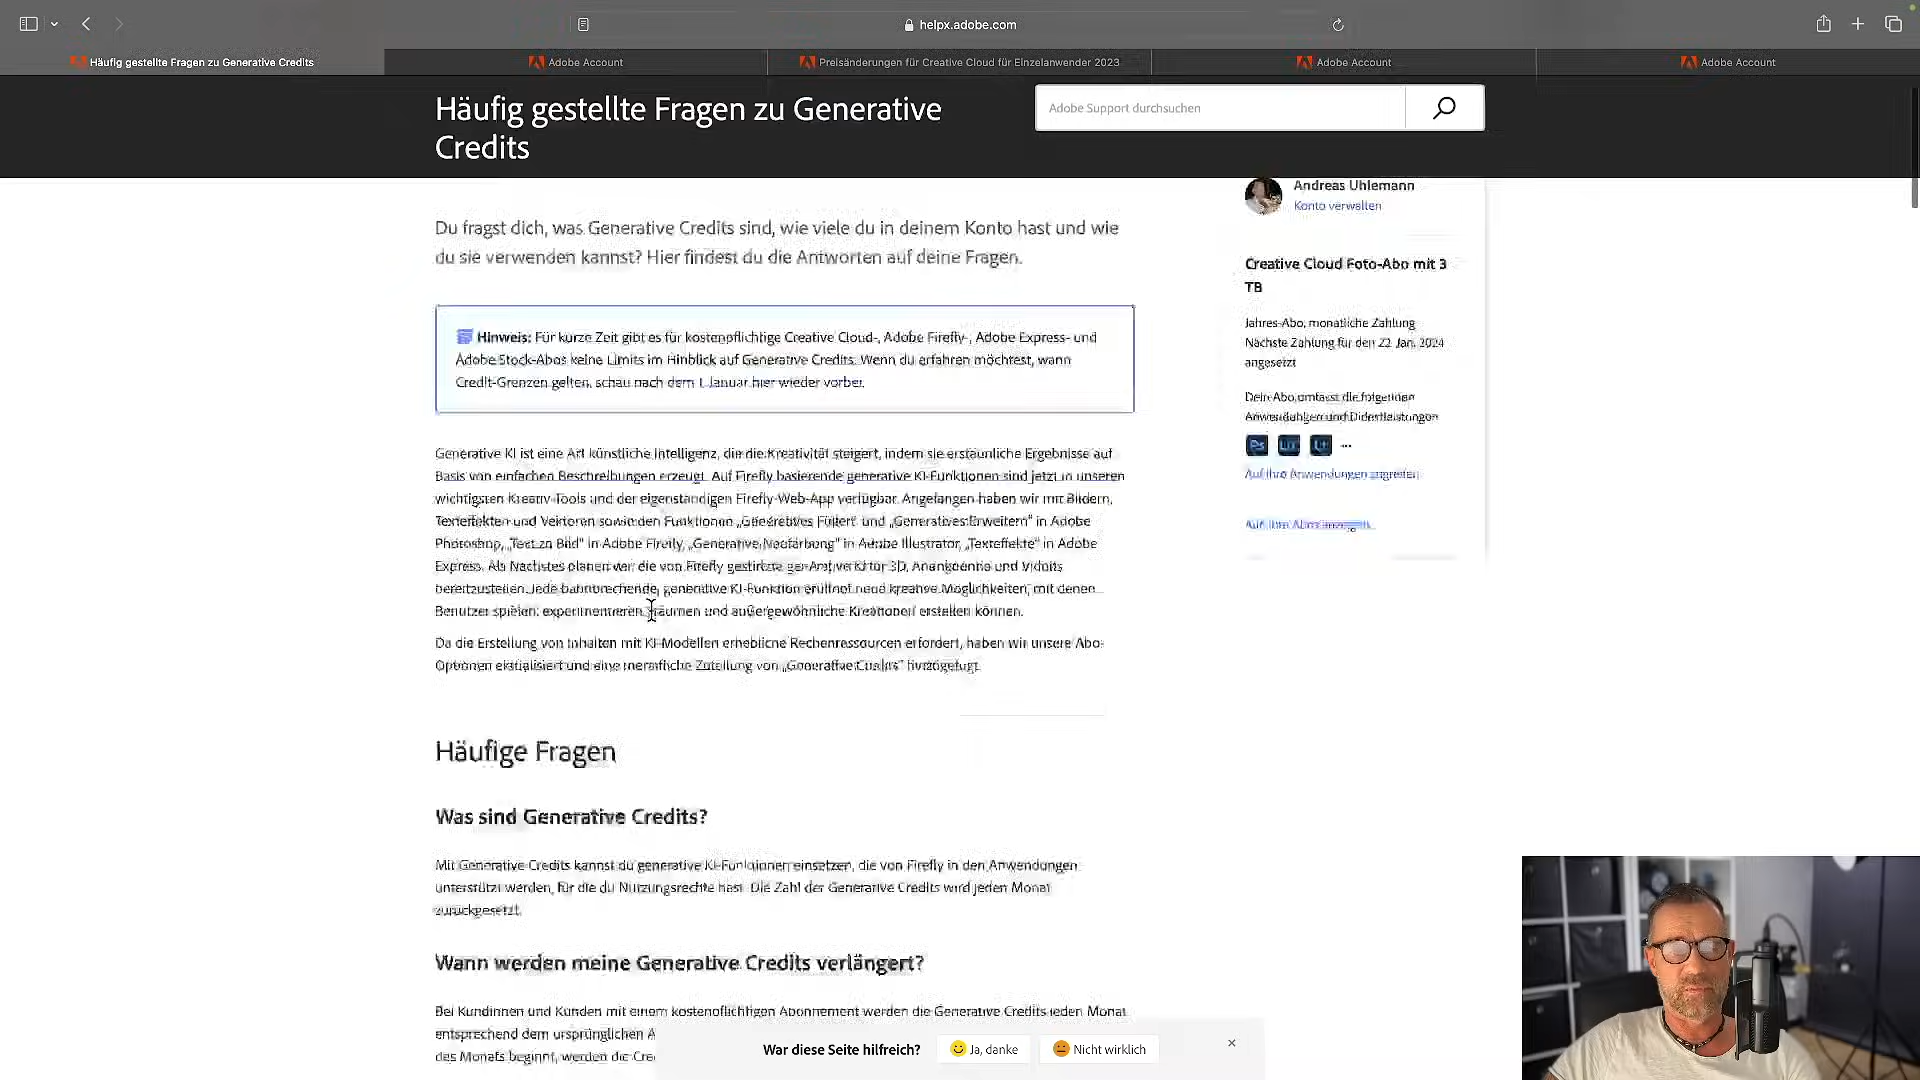 helpx.adobe.com
Häufig gestellte Fragen zu Generative Credits
Adobe Account
Preisänderungen für Creative Cloud für Einzelanwender 2023
Adobe Account
Adobe Account
Häufig gestellte Fragen zu Generative
Credits
Adobe Support durchsuchen
Andreas Uhlemann
Konto verwalten
Creative Cloud Foto-Abo mit 3
TB
Jahres-Abo, monatliche Zahlung
Nächste Zahlung für den 22 Jan. 2024
angesetzt
Dein Abo umfasst die folgenden
Anwendungen und Dienstleistungen
Ps
...
Auf Ihre Anwendungen zugreifen
Du fragst dich, was Generative Credits sind, wie viele du in deinem Konto hast und wie
du sie verwenden kannst? Hier findest du die Antworten auf deine Fragen.
Hinweis: Für kurze Zeit gibt es für kostenpflichtige Creative Cloud-, Adobe Firefly-, Adobe Express- und
Adobe Stock-Abos keine Limits im Hinblick auf Generative Credits. Wenn du erfahren möchtest, wann
Credit-Grenzen gelten, schau nach dem 1. Januar hier wieder vorbei.
Generative KI ist eine Art künstliche Intelligenz, die die Kreativität steigert, indem sie erstaunliche Ergebnisse auf
Basis von einfachen Beschreibungen erzeugt. Auf Firefly basierende generative KI-Funktionen sind jetzt in unseren
wichtigsten Kreativ-Tools und der eigenständigen Firefly-Web-App verfügbar. Angefangen haben wir mit Bildern,
Texteffekten und Vektoren sowie den Funktionen „Generatives Füllen“ und „Generatives Erweitern“ in Adobe
Photoshop, „Text zu Bild“ in Adobe Firefly, „Generative Neufärbung“ in Adobe Illustrator, „Texteffekte“ in Adobe
Express. Als Nächstes planen wir, die von Firefly gestützte KI für 3D, und
bereitzustellen. Jede bahnbrechende generative KI-Funktion eröffnet neue kreative Möglichkeiten, mit denen
Benutzer spielen, experimentieren, träumen und außergewöhnliche Kreationen erstellen können.
Da die Erstellung von Inhalten mit KI-Modellen erhebliche Rechenressourcen erfordert, haben wir unsere Abo-
Optionen aktualisiert und eine monatliche Zuteilung von „Generative Credits“ hinzugefügt.
Häufige Fragen
Was sind Generative Credits?
Mit Generative Credits kannst du generative KI-Funktionen einsetzen, die von Firefly in den Anwendungen
unterstützt werden, für die du Nutzungsrechte hast. Die Zahl der Generative Credits wird jeden Monat
zurückgesetzt.
Wann werden meine Generative Credits verlängert?
Bei Kundinnen und Kunden mit einem kostenpflichtigen Abonnement werden die Generative Credits jeden Monat
entsprechend dem ursprünglichen A
des Monats beginnt, werden die Cre
War diese Seite hilfreich?
Ja, danke
Nicht wirklich